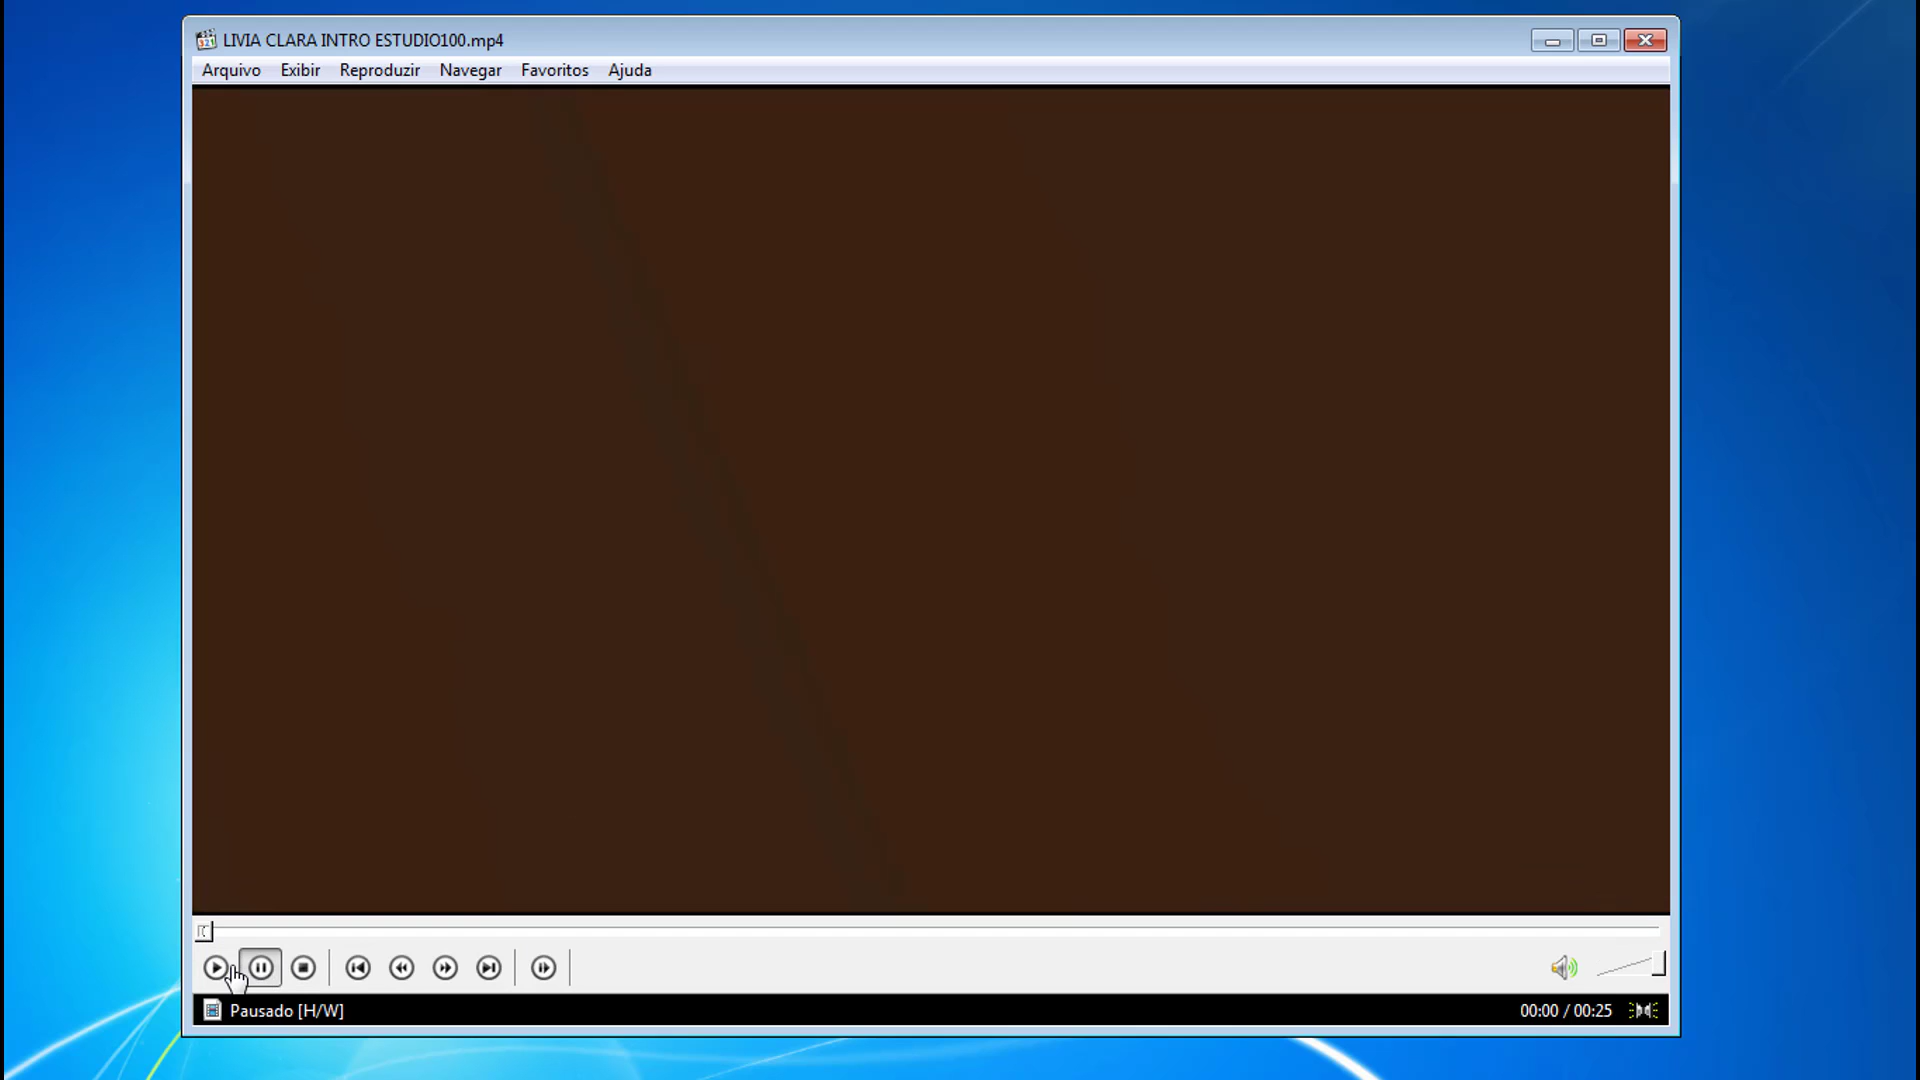 LIVIA CLARA INTRO ESTUDIO100.mp4
Arquivo Exibir Reproduzir Navegar Favoritos Ajuda
Pausado [H/W]
00:00 / 00:25